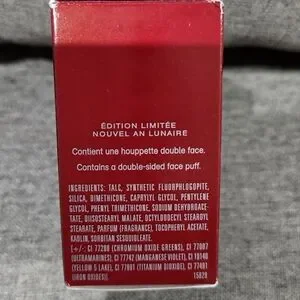 ÉDITION LIMITÉE
NOUVEL AN LUNAIRE
Contient une houppette double face.
Contains a double-sided face puff.
INGREDIENTS: TALC, SYNTHETIC FLUORPHLOGOPITE,
SILICA, DIMETHICONE, CAPRYLYL GLYCOL, PENTYLENE
GLYCOL, PHENYL TRIMETHICONE, SODIUM DEHYDROACE-
TATE, DIISOSTEARYL MALATE, OCTYLDODECYL STEAROYL
STEARATE, PARFUM (FRAGRANCE), TOCOPHERYL ACETATE,
KAOLIN, SORBITAN SESQUIOLEATE.
[+/-: CI 77288 (CHROMIUM OXIDE GREENS), CI 77007
(ULTRAMARINES), CI 77742 (MANGANESE VIOLET), CI 19140
(YELLOW 5 LAKE), CI 77891 (TITANIUM DIOXIDE), CI 77491
(IRON OXIDES)].